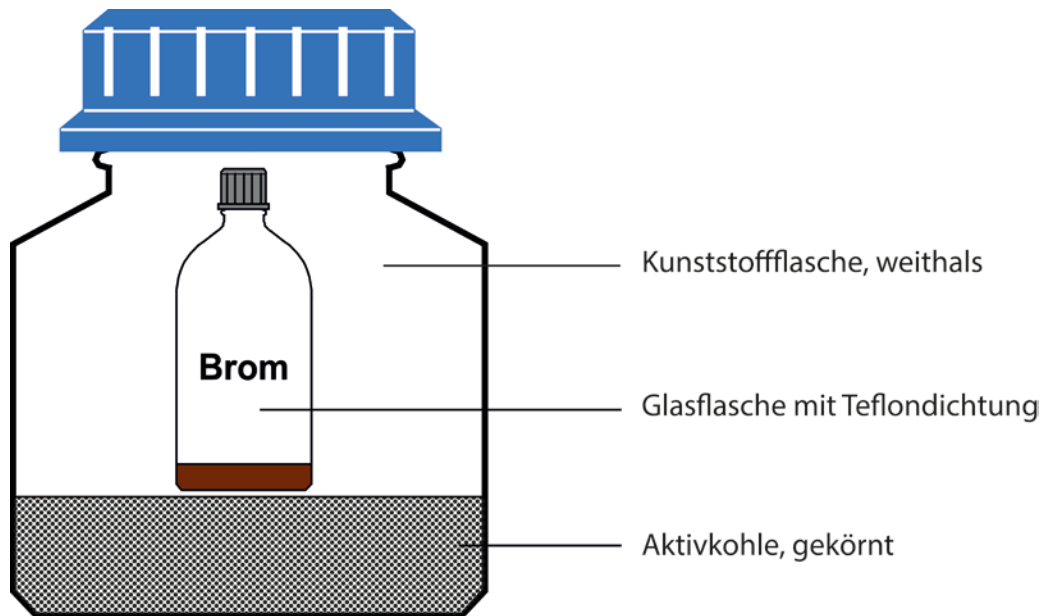 Kunststoffflasche, weithals
Brom
Glasflasche mit Teflondichtung
Aktivkohle, gekörnt